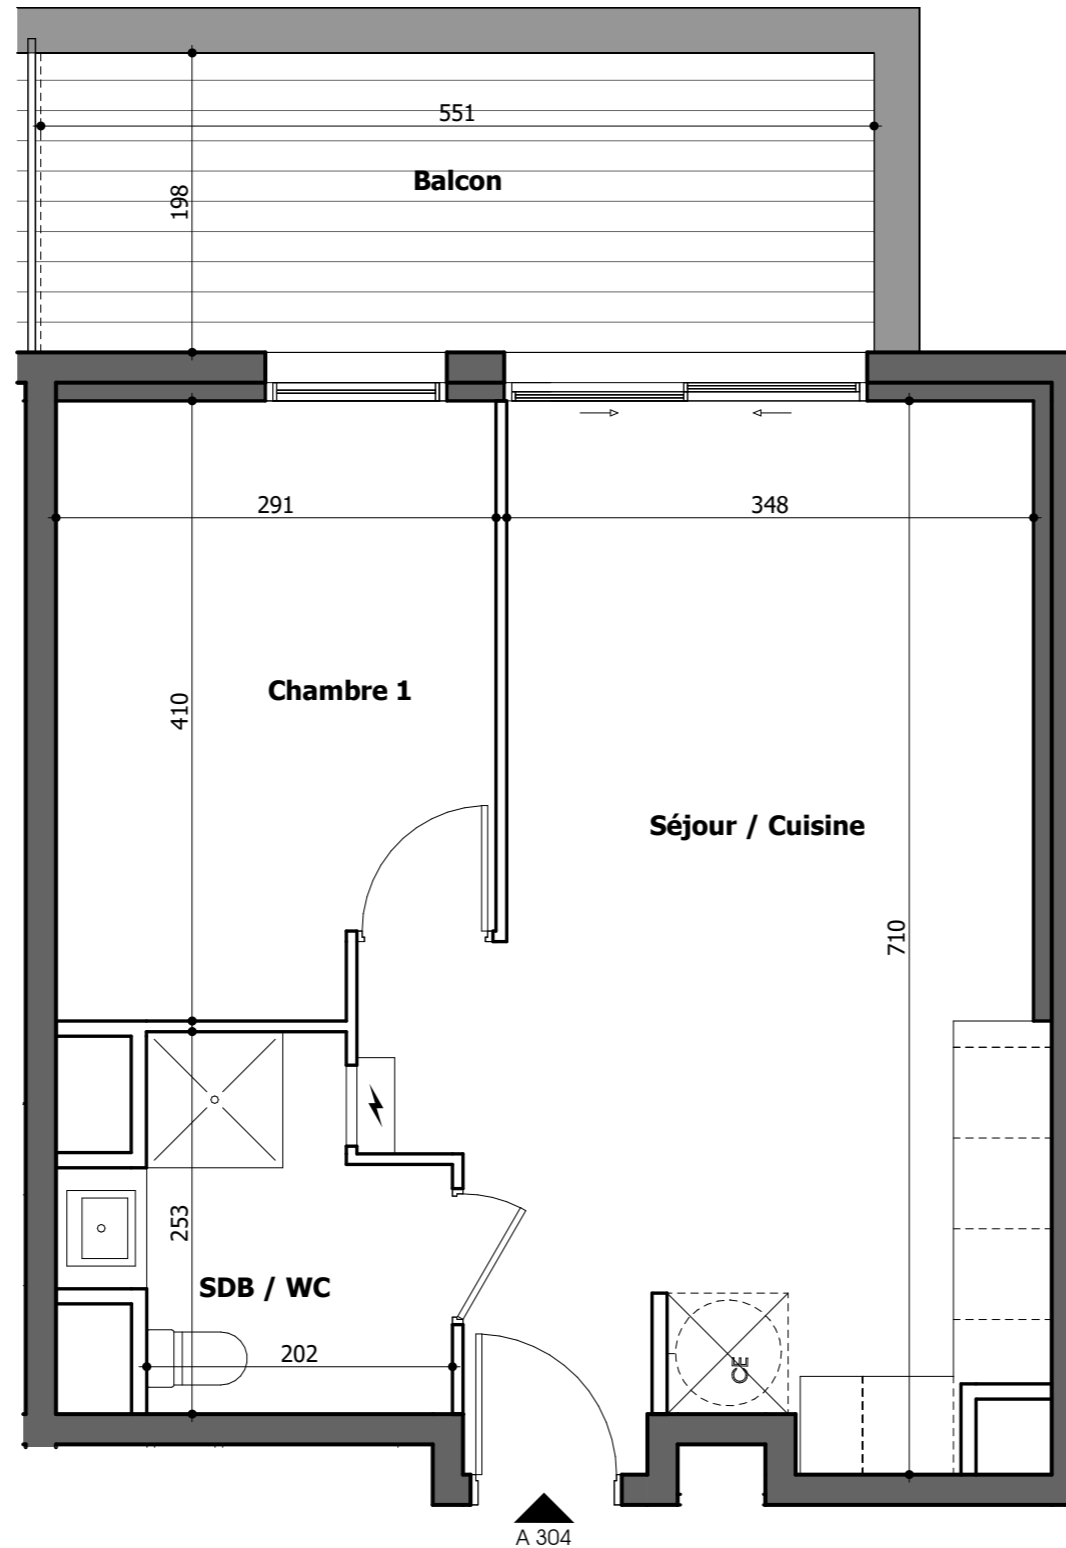 551
Balcon
198
291
348
Chambre 1
410
Séjour / Cuisine
710
253
SDB / WC
202
CE
A 304